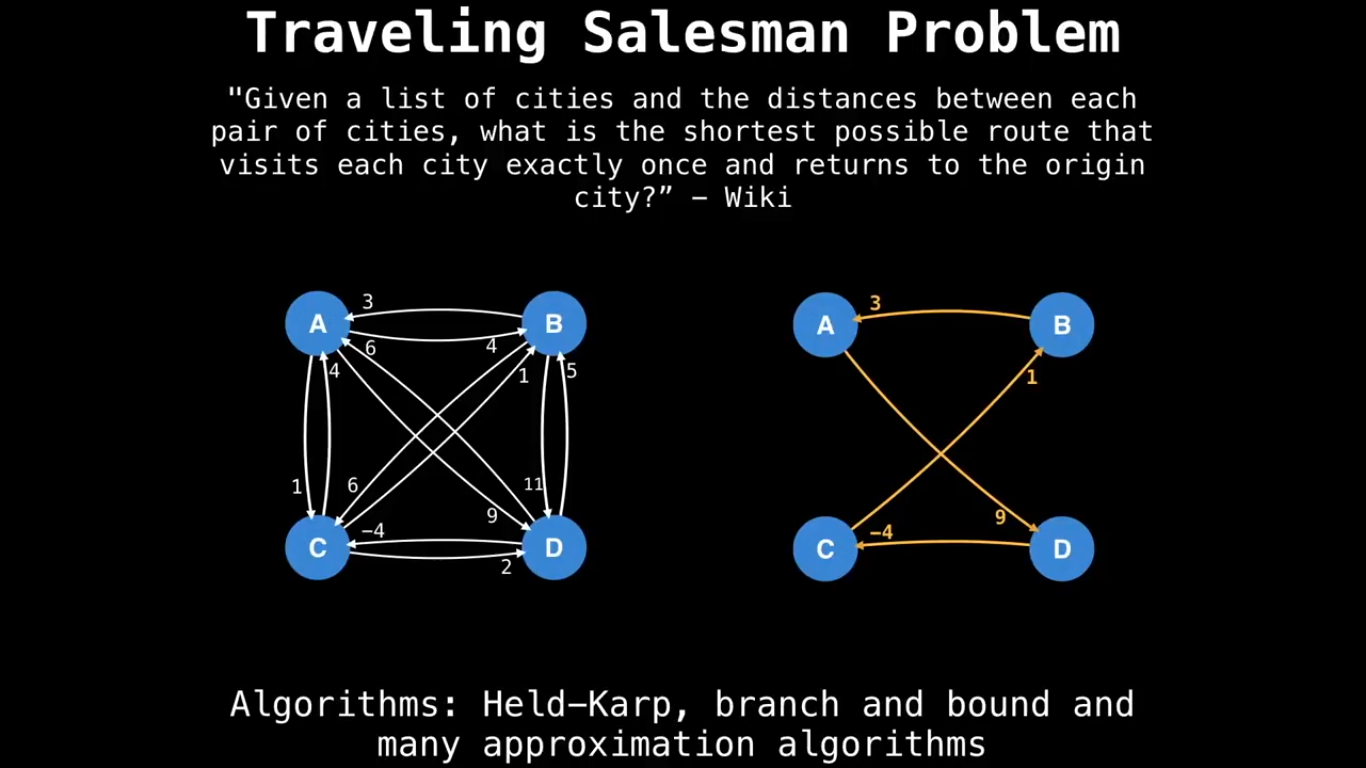 Traveling Salesman Problem
"Given a list of cities and the distances between each
pair of cities, what is the shortest possible route that
visits each city exactly once and returns to the origin
city?” – Wiki
3
A
B
6
4
4
1
5
1
6
11
9
−4
C
D
2
3
A
B
1
9
−4
C
D
Algorithms: Held–Karp, branch and bound and
many approximation algorithms